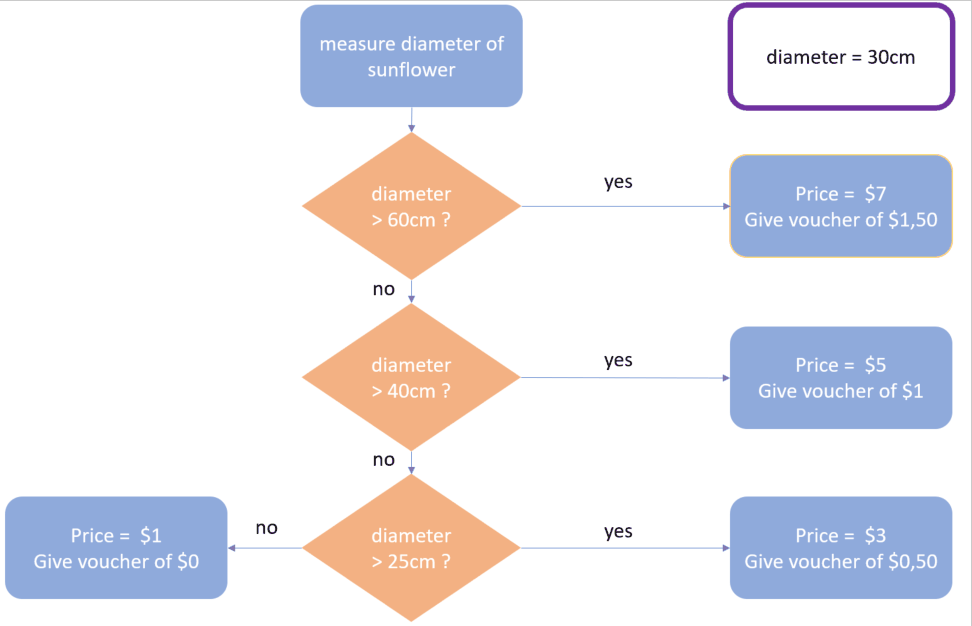 measure diameter of
sunflower
diameter = 30cm
diameter
> 60cm ?
yes
Price =  $7
Give voucher of $1,50
no
diameter
> 40cm ?
yes
Price =  $5
Give voucher of $1
no
diameter
> 25cm ?
yes
Price =  $3
Give voucher of $0,50
no
Price =  $1
Give voucher of $0